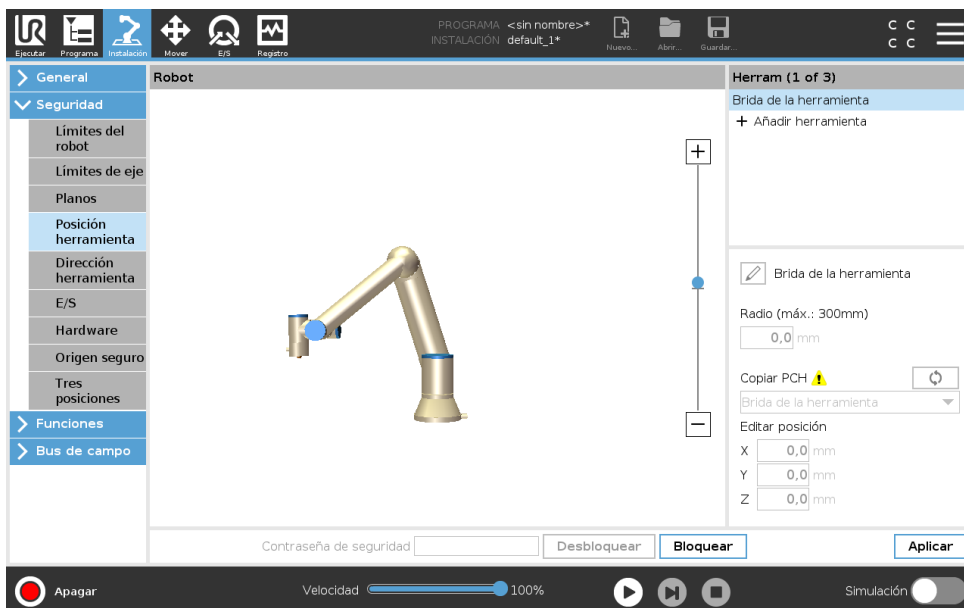 PROGRAMA <sin nombre>*
INSTALACIÓN default_1*
Ejecutar
Programa
Instalación
Mover
E/S
Registro
Nuevo...
Abrir...
Guardar...
C C
C C
General
Seguridad
Límites del
robot
Límites de eje
Planos
Posición
herramienta
Dirección
herramienta
E/S
Hardware
Origen seguro
Tres
posiciones
Funciones
Bus de campo
Robot
Herram (1 of 3)
Brida de la herramienta
+ Añadir herramienta
Brida de la herramienta
Radio (máx.: 300mm)
0,0 mm
Copiar PCH
Brida de la herramienta
Editar posición
X 0,0 mm
Y 0,0 mm
Z 0,0 mm
Contraseña de seguridad
Desbloquear
Bloquear
Aplicar
Apagar
Velocidad
100%
Simulación